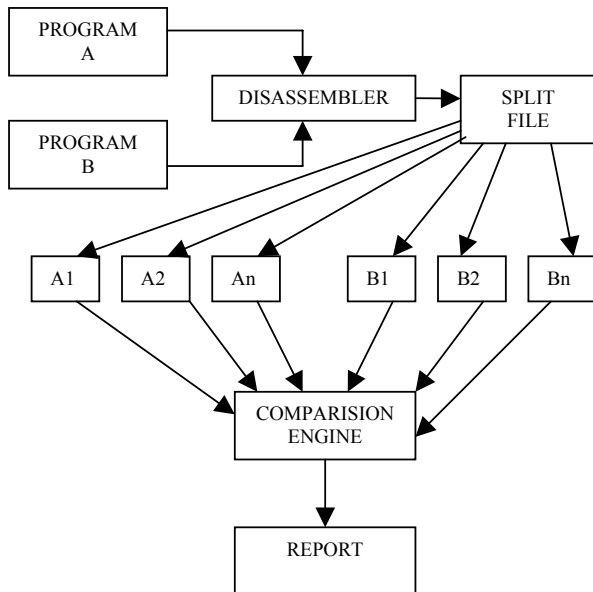 PROGRAM
A
DISASSEMBLER
SPLIT
FILE
PROGRAM
B
A1
A2
An
B1
B2
Bn
COMPARISION
ENGINE
REPORT